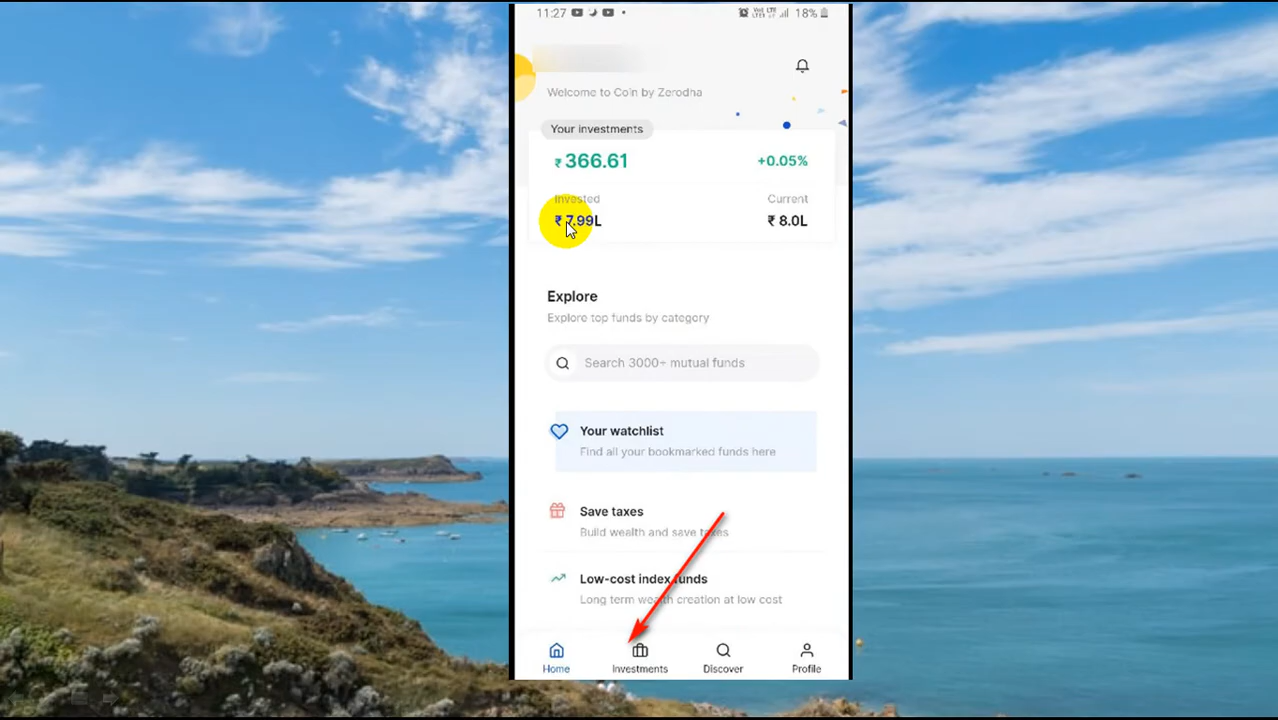 11:27
18%
Welcome to Coin by Zerodha
Your investments
₹ 366.61 +0.05%
Invested Current
₹ 7.99L ₹ 8.0L
Explore
Explore top funds by category
Search 3000+ mutual funds
Your watchlist
Find all your bookmarked funds here
Save taxes
Build wealth and save taxes
Low-cost index funds
Long term wealth creation at low cost
Home Investments Discover Profile